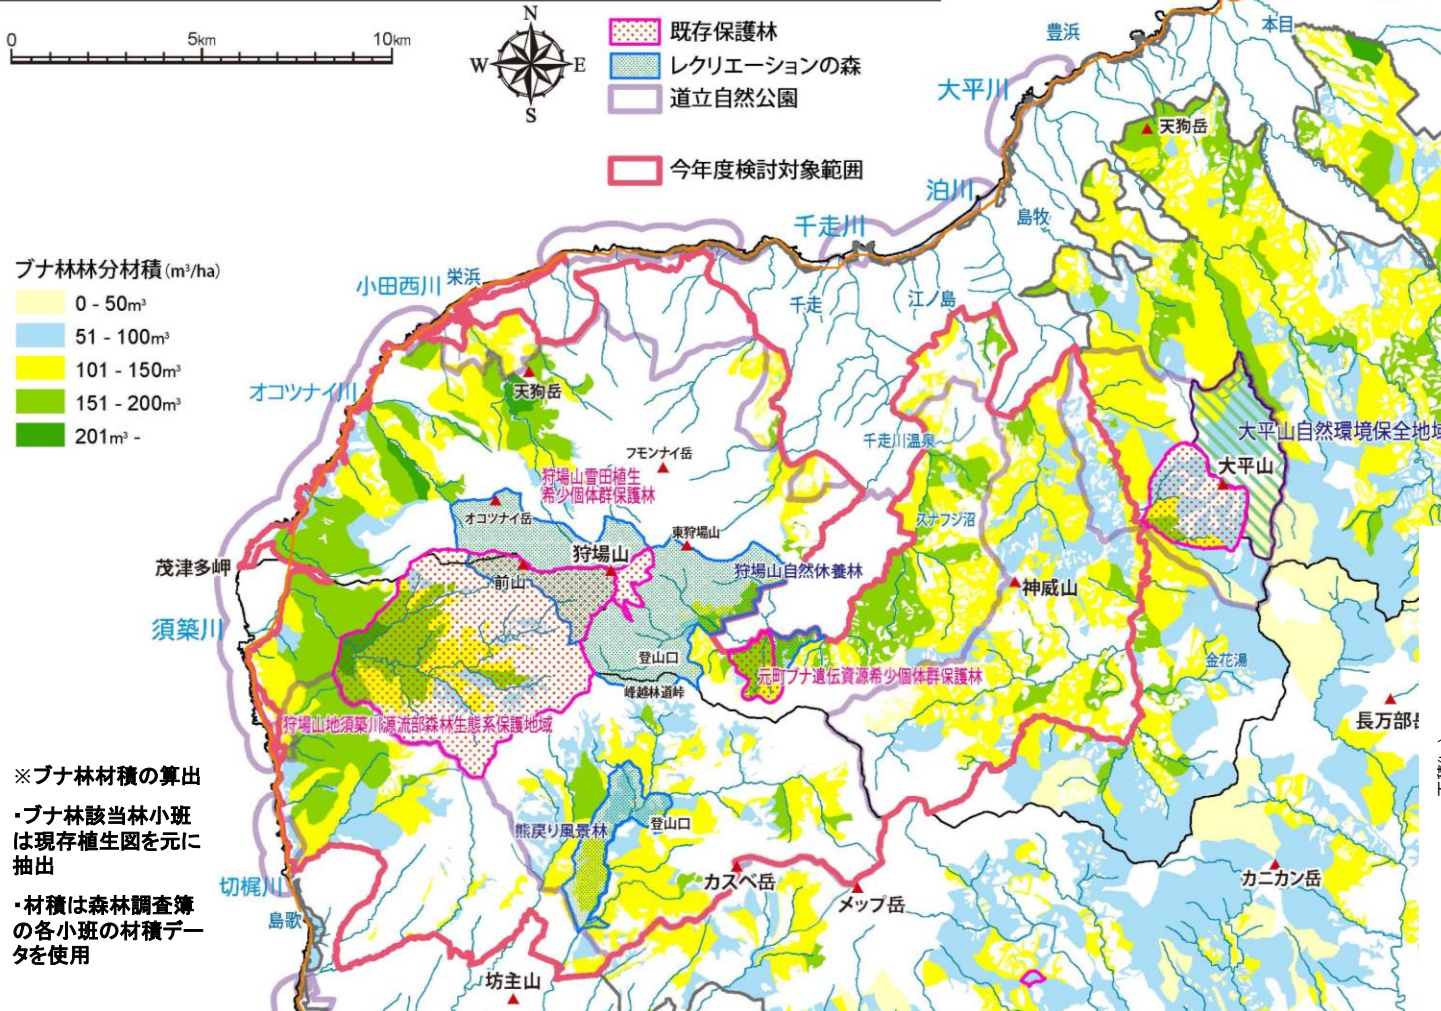 0 5km 10km
N
W E
S
既存保護林
レクリエーションの森
道立自然公園
今年度検討対象範囲
豊浜
本目
大平川
天狗岳
泊川
島牧
千走川
千走
江ノ島
小田西川
栄浜
ブナ林林分材積(m³/ha)
0 - 50m³
51 - 100m³
101 - 150m³
151 - 200m³
201m³ -
オコツナイ川
天狗岳
フモンナイ岳
千走川温泉
大平山自然環境保全地域
大平山
狩場山雪田植生
希少個体群保護林
オコツナイ岳
スナフジ沼
東狩場山
狩場山
茂津多岬
前山
狩場山自然休養林
神威山
須築川
登山口
峰越林道峠
元町ブナ遺伝資源希少個体群保護林
金花湯
長万部岳
狩場山地須築川源流部森林生態系保護地域
※ブナ林材積の算出
・ブナ林該当林小班
は現存植生図を元に
抽出
・材積は森林調査簿
の各小班の材積デー
タを使用
熊戻り風景林
登山口
切梶川
島歌
カスベ岳
メップ岳
カニカン岳
坊主山